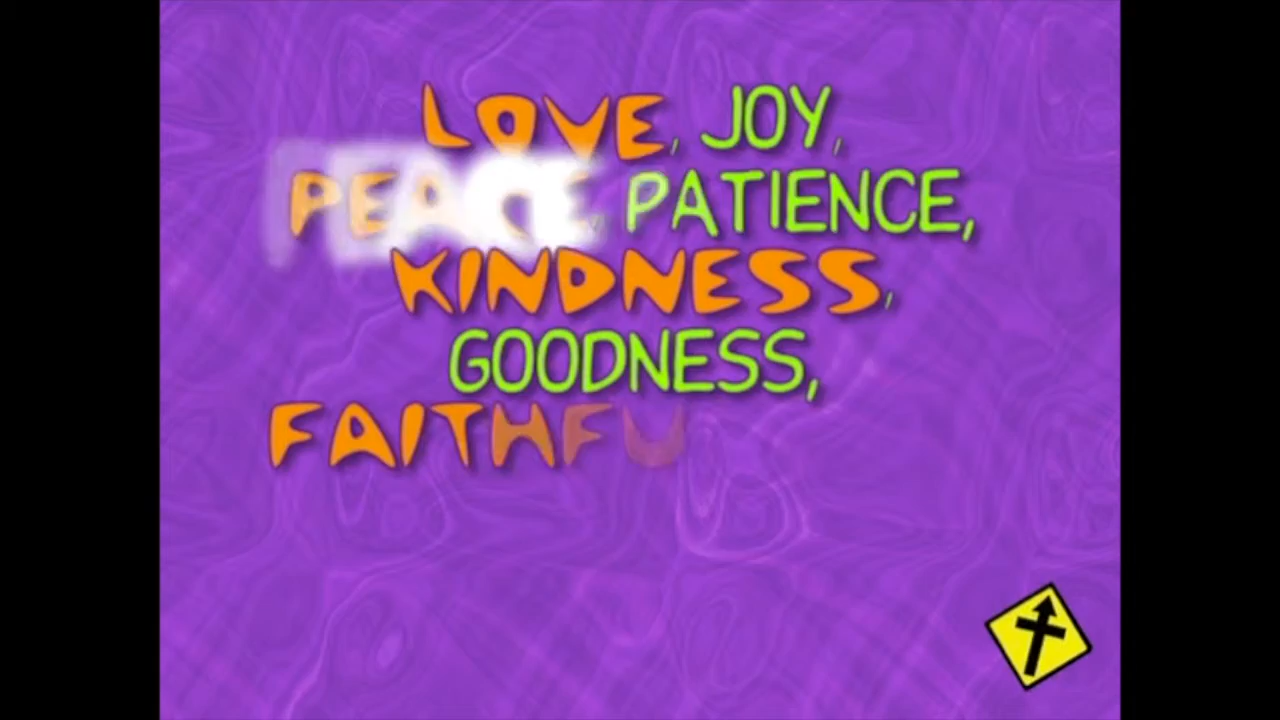 LOVE, JOY,
PEACE, PATIENCE,
KINDNESS,
GOODNESS,
FAITHFU